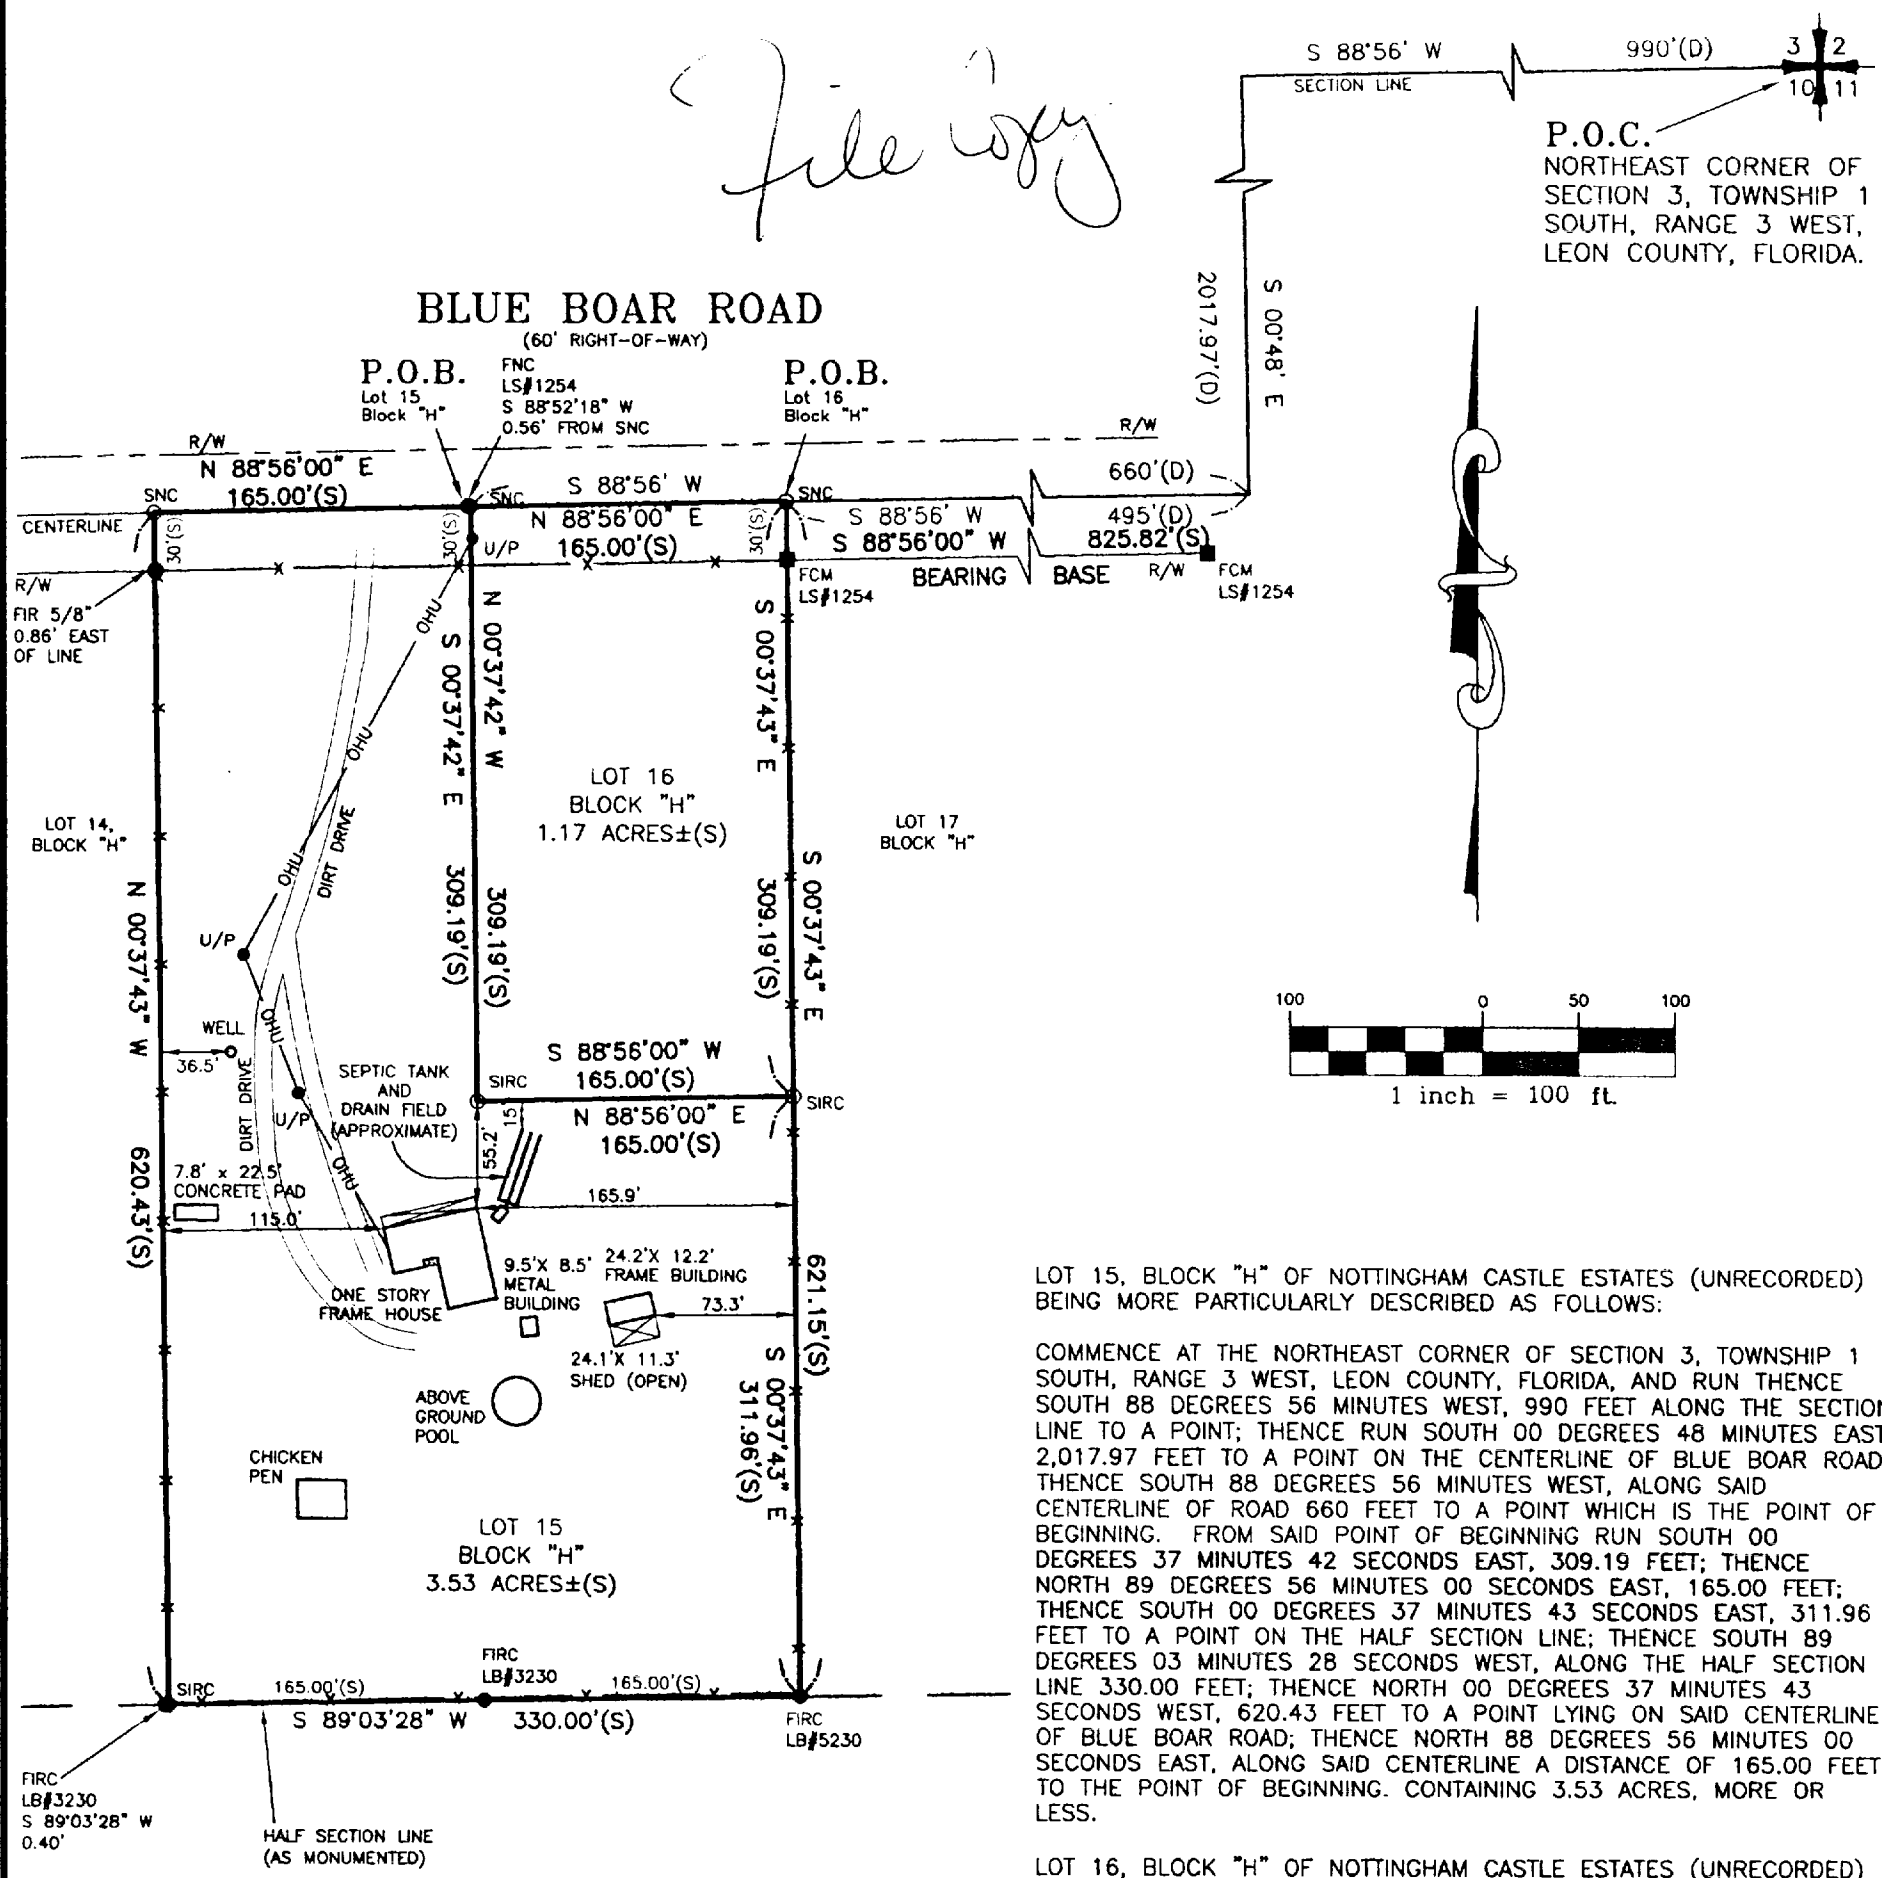 File Copy
S 88°56' W
990'(D)
SECTION LINE
3 2
10 11
P.O.C.
NORTHEAST CORNER OF
SECTION 3, TOWNSHIP 1
SOUTH, RANGE 3 WEST,
LEON COUNTY, FLORIDA.
2017.97'(D)
S 00°48' E
BLUE BOAR ROAD
(60' RIGHT-OF-WAY)
P.O.B.
Lot 15
Block "H"
FNC
LS#1254
S 88°52'18" W
0.56' FROM SNC
P.O.B.
Lot 16
Block "H"
R/W
R/W
N 88°56'00" E
165.00'(S)
SNC
SNC
S 88°56' W
SNC
660'(D)
CENTERLINE
30'(S)
30'(S)
N 88°56'00" E
165.00'(S)
30'(S)
S 88°56' W
495'(D)
S 88°56'00" W
825.82'(S)
U/P
R/W
BEARING
BASE
R/W
FCM
LS#1254
FCM
LS#1254
FIR 5/8"
0.86' EAST
OF LINE
OHU
OHU
OHU
OHU
OHU
N 00°37'42" W
S 00°37'42" E
S 00°37'43" E
LOT 16
BLOCK "H"
1.17 ACRES±(S)
LOT 14,
BLOCK "H"
LOT 17
BLOCK "H"
DIRT DRIVE
N 00°37'43" W
309.19'(S)
309.19'(S)
309.19'(S)
S 00°37'43" E
U/P
WELL
36.5'
DIRT DRIVE
U/P
SEPTIC TANK
AND
DRAIN FIELD
(APPROXIMATE)
S 88°56'00" W
165.00'(S)
SIRC
SIRC
N 88°56'00" E
165.00'(S)
15
55.2'
620.43'(S)
7.8' x 22.5'
CONCRETE PAD
115.0'
165.9'
9.5'X 8.5'
METAL
BUILDING
24.2'X 12.2'
FRAME BUILDING
ONE STORY
FRAME HOUSE
73.3'
24.1'X 11.3'
SHED (OPEN)
621.15'(S)
S 00°37'43" E
311.96'(S)
ABOVE
GROUND
POOL
CHICKEN
PEN
LOT 15
BLOCK "H"
3.53 ACRES±(S)
FIRC
LB#3230
SIRC
165.00'(S)
165.00'(S)
S 89°03'28" W
330.00'(S)
FIRC
LB#5230
FIRC
LB#3230
S 89°03'28" W
0.40'
HALF SECTION LINE
(AS MONUMENTED)
100 0 50 100
1 inch = 100 ft.
LOT 15, BLOCK "H" OF NOTTINGHAM CASTLE ESTATES (UNRECORDED)
BEING MORE PARTICULARLY DESCRIBED AS FOLLOWS:
COMMENCE AT THE NORTHEAST CORNER OF SECTION 3, TOWNSHIP 1
SOUTH, RANGE 3 WEST, LEON COUNTY, FLORIDA, AND RUN THENCE
SOUTH 88 DEGREES 56 MINUTES WEST, 990 FEET ALONG THE SECTION
LINE TO A POINT; THENCE RUN SOUTH 00 DEGREES 48 MINUTES EAST
2,017.97 FEET TO A POINT ON THE CENTERLINE OF BLUE BOAR ROAD
THENCE SOUTH 88 DEGREES 56 MINUTES WEST, ALONG SAID
CENTERLINE OF ROAD 660 FEET TO A POINT WHICH IS THE POINT OF
BEGINNING. FROM SAID POINT OF BEGINNING RUN SOUTH 00
DEGREES 37 MINUTES 42 SECONDS EAST, 309.19 FEET; THENCE
NORTH 89 DEGREES 56 MINUTES 00 SECONDS EAST, 165.00 FEET;
THENCE SOUTH 00 DEGREES 37 MINUTES 43 SECONDS EAST, 311.96
FEET TO A POINT ON THE HALF SECTION LINE; THENCE SOUTH 89
DEGREES 03 MINUTES 28 SECONDS WEST, ALONG THE HALF SECTION
LINE 330.00 FEET; THENCE NORTH 00 DEGREES 37 MINUTES 43
SECONDS WEST, 620.43 FEET TO A POINT LYING ON SAID CENTERLINE
OF BLUE BOAR ROAD; THENCE NORTH 88 DEGREES 56 MINUTES 00
SECONDS EAST, ALONG SAID CENTERLINE A DISTANCE OF 165.00 FEET
TO THE POINT OF BEGINNING. CONTAINING 3.53 ACRES, MORE OR
LESS.
LOT 16, BLOCK "H" OF NOTTINGHAM CASTLE ESTATES (UNRECORDED)